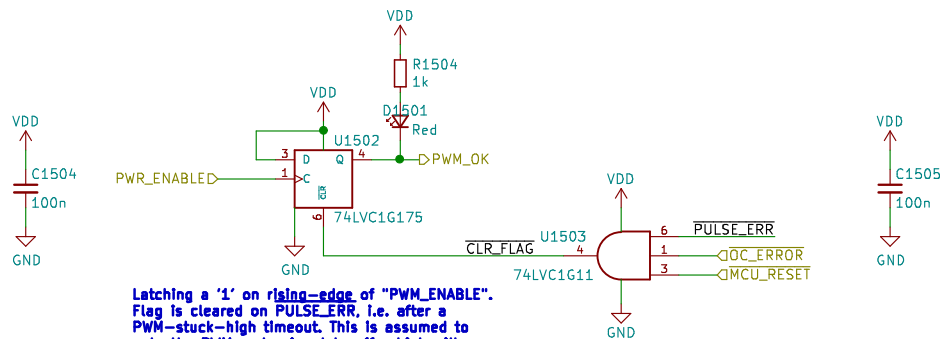 VDD
R1504
1k
D1501
Red
VDD
VDD
VDD
U1502
3
D
Q
4
PWM_OK
C1504
100n
PWR_ENABLE
1
C
CLR
C1505
100n
VDD
6
74LVC1G175
U1503
6
PULSE_ERR
CLR_FLAG
4
1
OC_ERROR
GND
GND
74LVC1G11
3
MCU_RESET
GND
Latching a '1' on rising-edge of "PWM_ENABLE".
Flag is cleared on PULSE_ERR, i.e. after a
PWM-stuck-high timeout. This is assumed to
GND